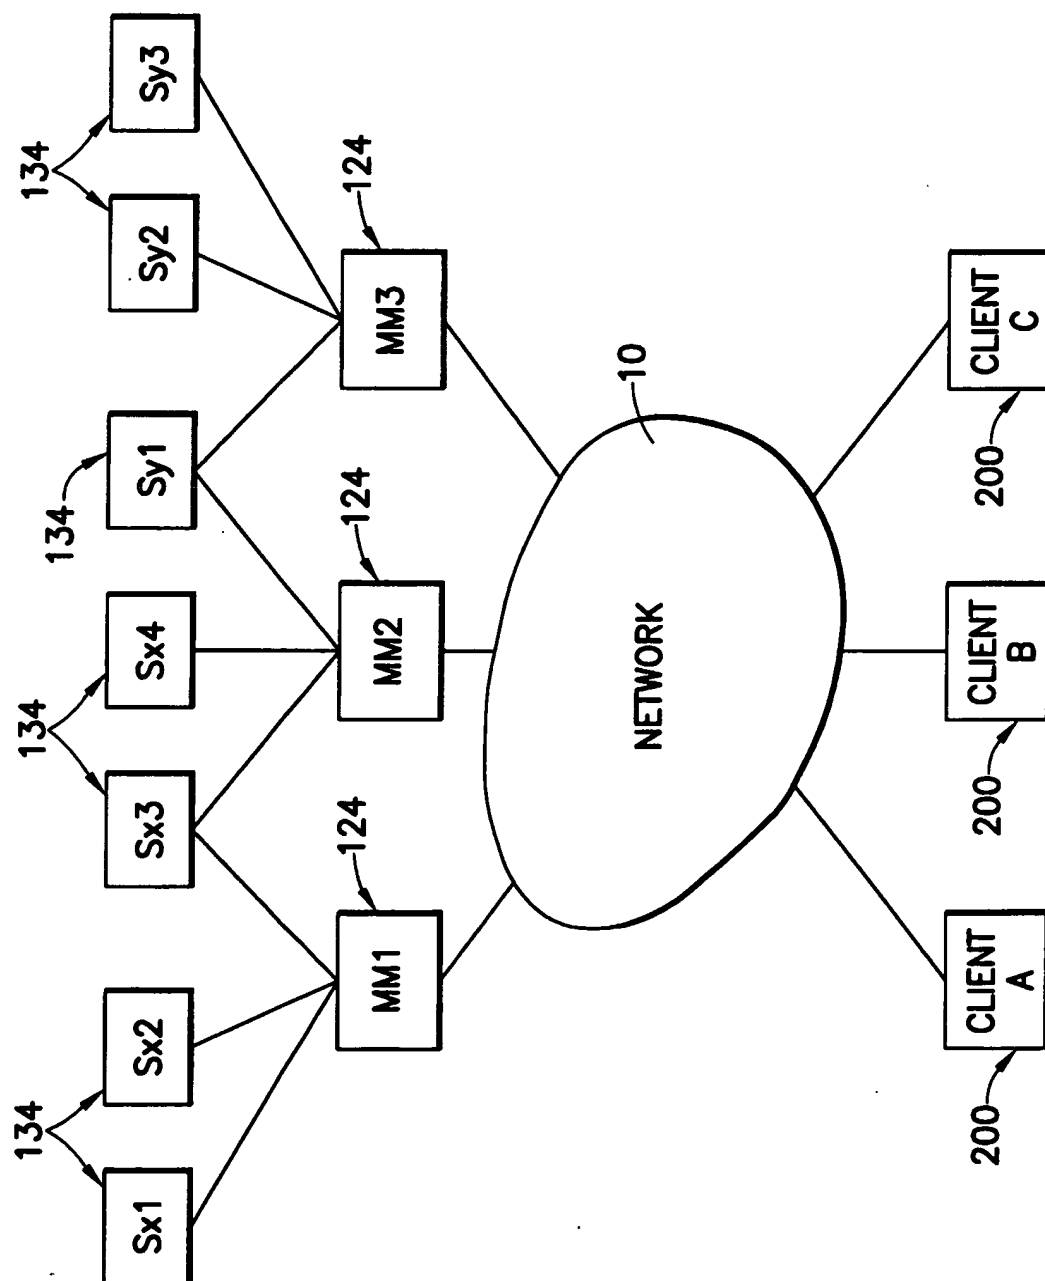 134
134
134
134
Sx1
Sx2
Sx3
Sx4
Sy1
Sy2
Sy3
124
124
124
MM1
MM2
MM3
10
NETWORK
200
CLIENT
A
200
CLIENT
B
200
CLIENT
C